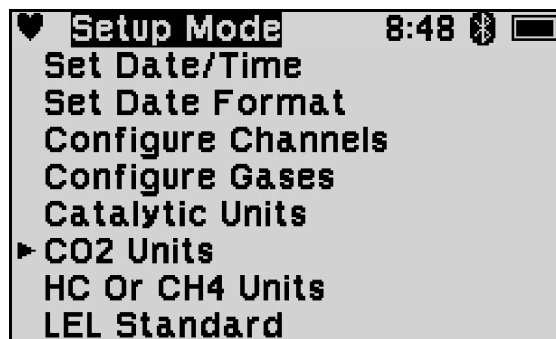 Setup Mode 8:48
Set Date/Time
Set Date Format
Configure Channels
Configure Gases
Catalytic Units
CO2 Units
HC Or CH4 Units
LEL Standard